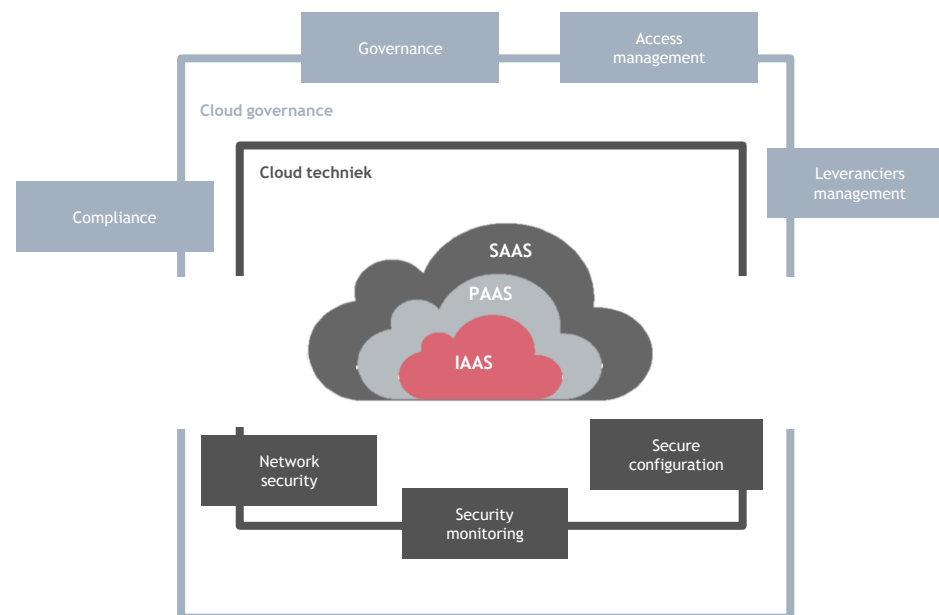 Governance
Access
management
Cloud governance
Cloud techniek
Leveranciers
management
Compliance
SAAS
PAAS
IAAS
Network
security
Secure
configuration
Security
monitoring